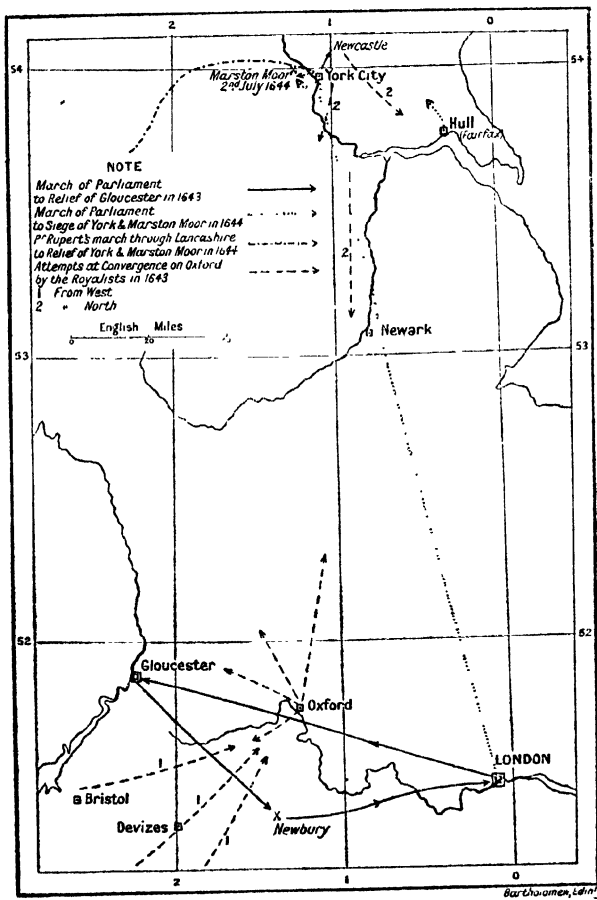 2 1 0
Newcastle
54 54
Marston Moor York City
2nd July 1644
2
2
Hull
(Fairfax)
NOTE
March of Parliament
to Relief of Gloucester in 1643
March of Parliament
to Siege of York & Marston Moor in 1644
Pr Rupert's march through Lancashire
to Relief of York & Marston Moor in 1644
Attempts at Convergence on Oxford
by the Royalists in 1643
1 From West
2 " North
2
English Miles
0 20
Newark
53 53
52 52
Gloucester
Oxford
LONDON
1
Bristol
1
Devizes
Newbury
1
2 1 0
Bartholomew, Edin.